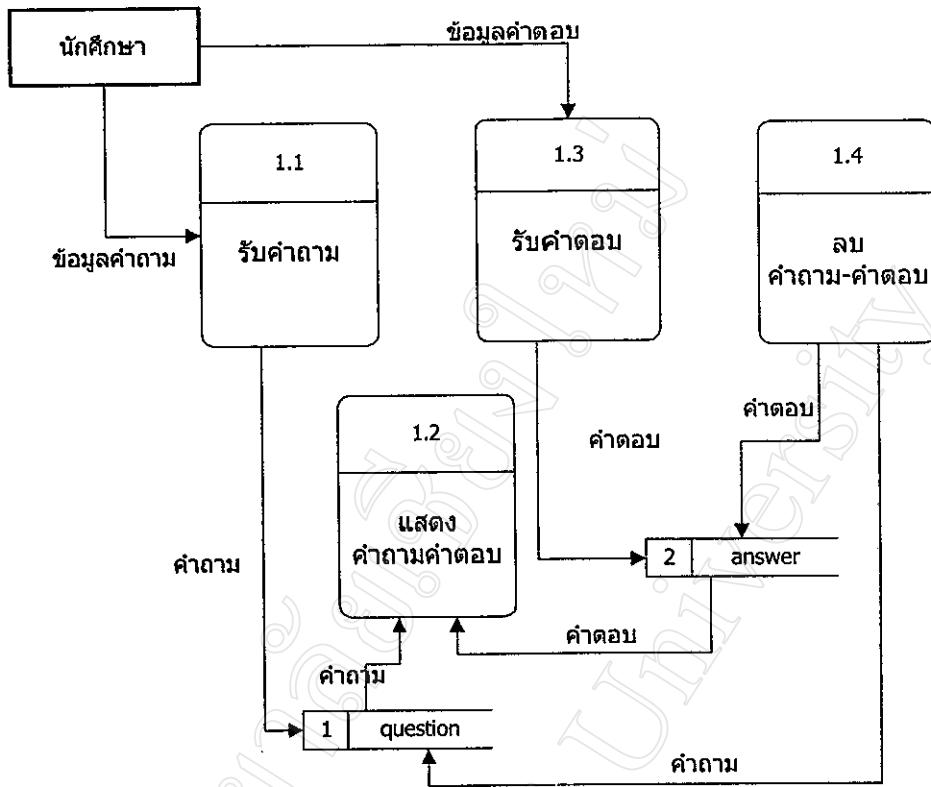 นักศึกษา
ข้อมูลคำตอบ
1.1
รับคำถาม
ข้อมูลคำถาม
1.3
รับคำตอบ
1.4
ลบ
คำถาม-คำตอบ
1.2
แสดง
คำถามคำตอบ
คำตอบ
คำตอบ
คำถาม
2 answer
คำตอบ
คำถาม
1 question
คำถาม
University